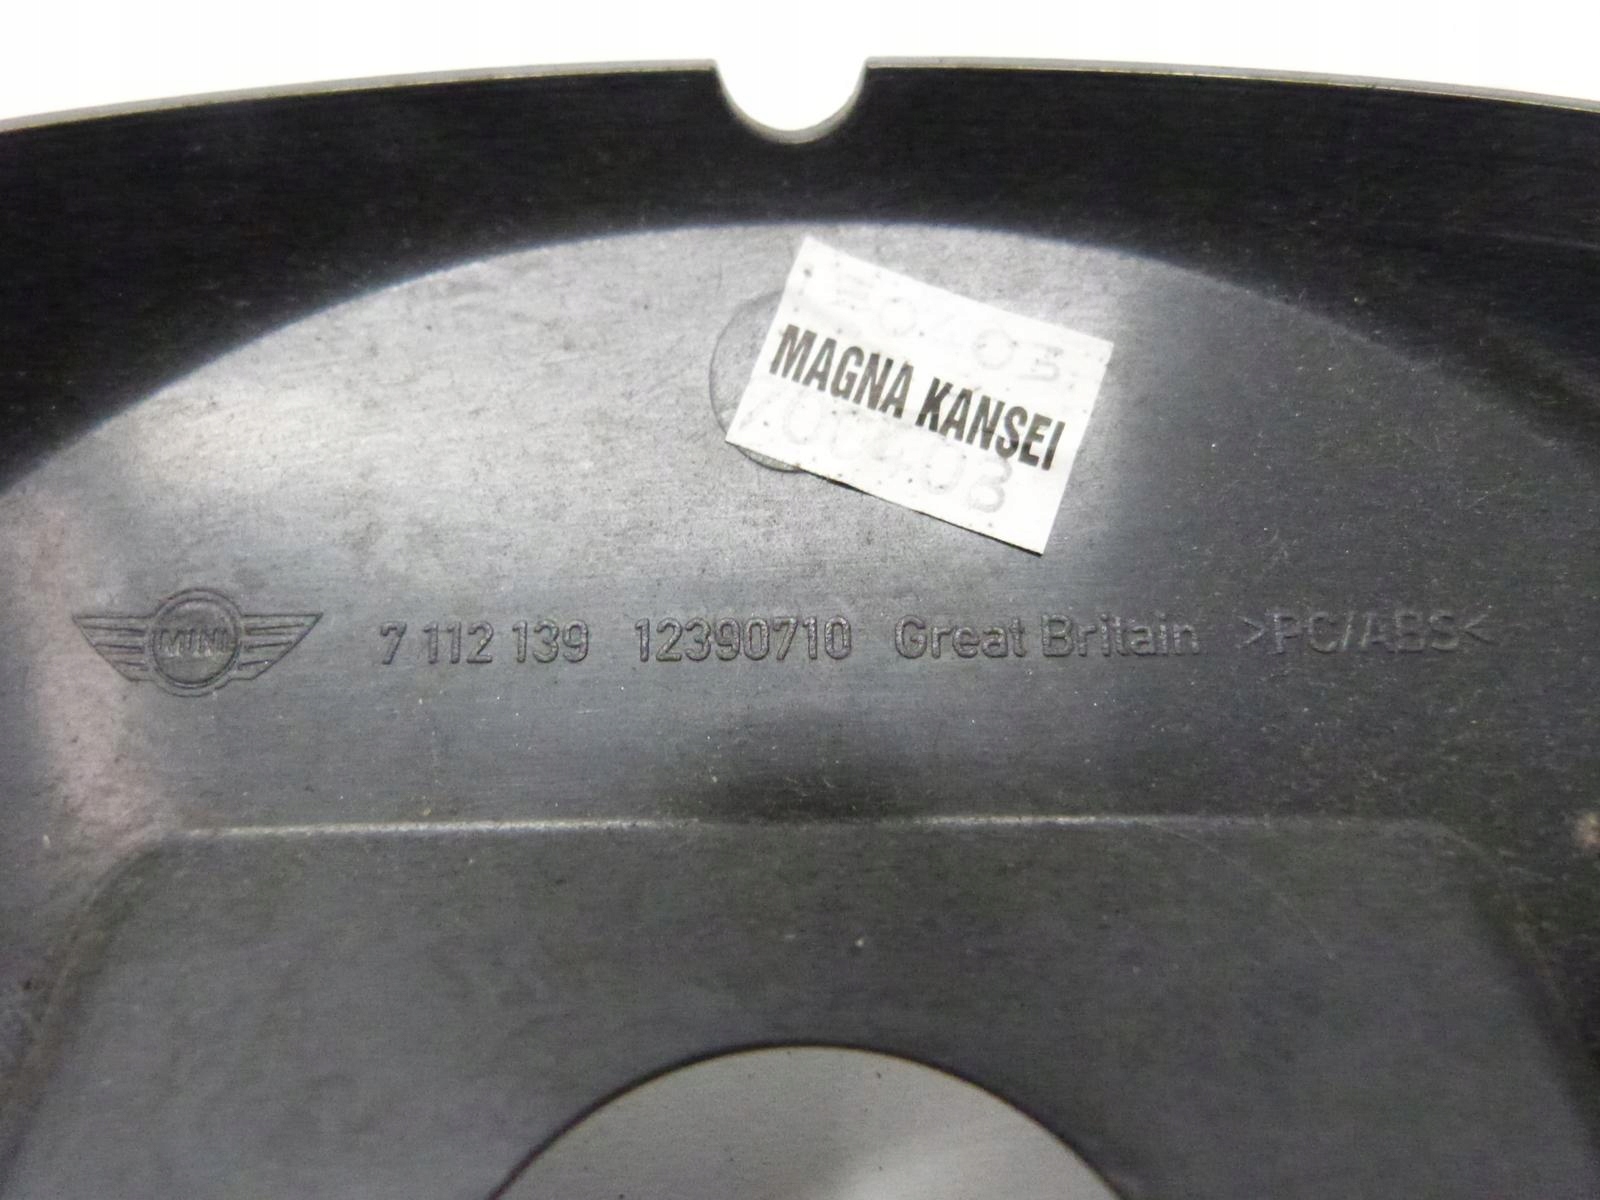 MAGNA KANSEI
MINI 7 112 139 12390710 Great Britain >PC/ABS<